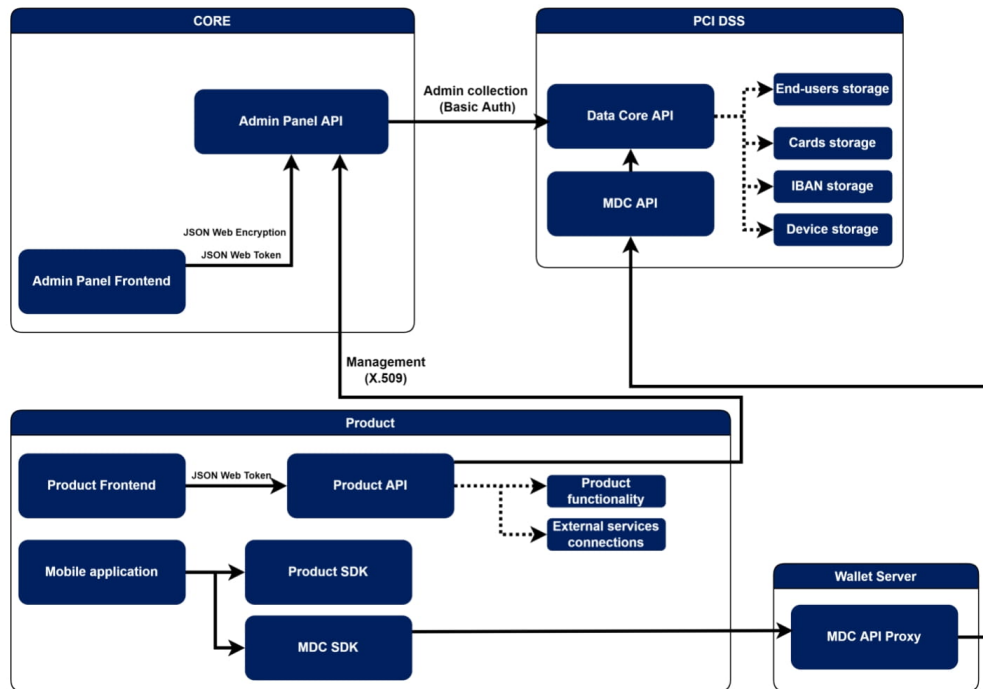 CORE
PCI DSS
Admin Panel API
Admin collection
(Basic Auth)
Data Core API
End-users storage
Cards storage
IBAN storage
Device storage
MDC API
JSON Web Encryption
JSON Web Token
Admin Panel Frontend
Management
(X.509)
Product
Product Frontend
JSON Web Token
Product API
Product
functionality
External services
connections
Mobile application
Product SDK
MDC SDK
Wallet Server
MDC API Proxy